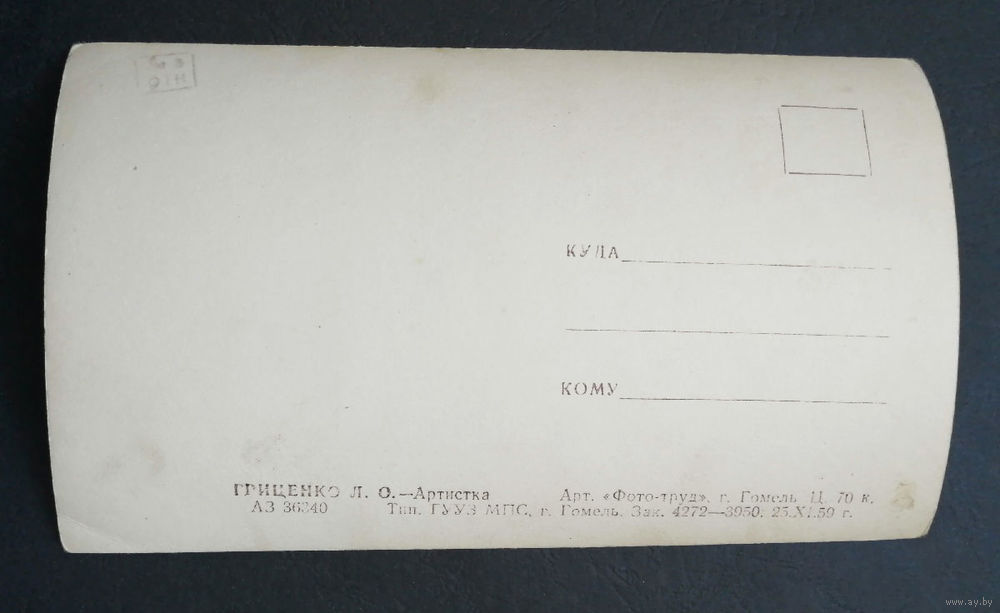 КУДА
КОМУ
ГРИЦЕНКО Л. О.—Артистка Арт. «Фото-труд», г. Гомель Ц. 70 к.
АЗ 36240 Тип. ГУУЗ МПС, г. Гомель. Зак. 4272—3950. 25.XI.59 г.
www.ay.by